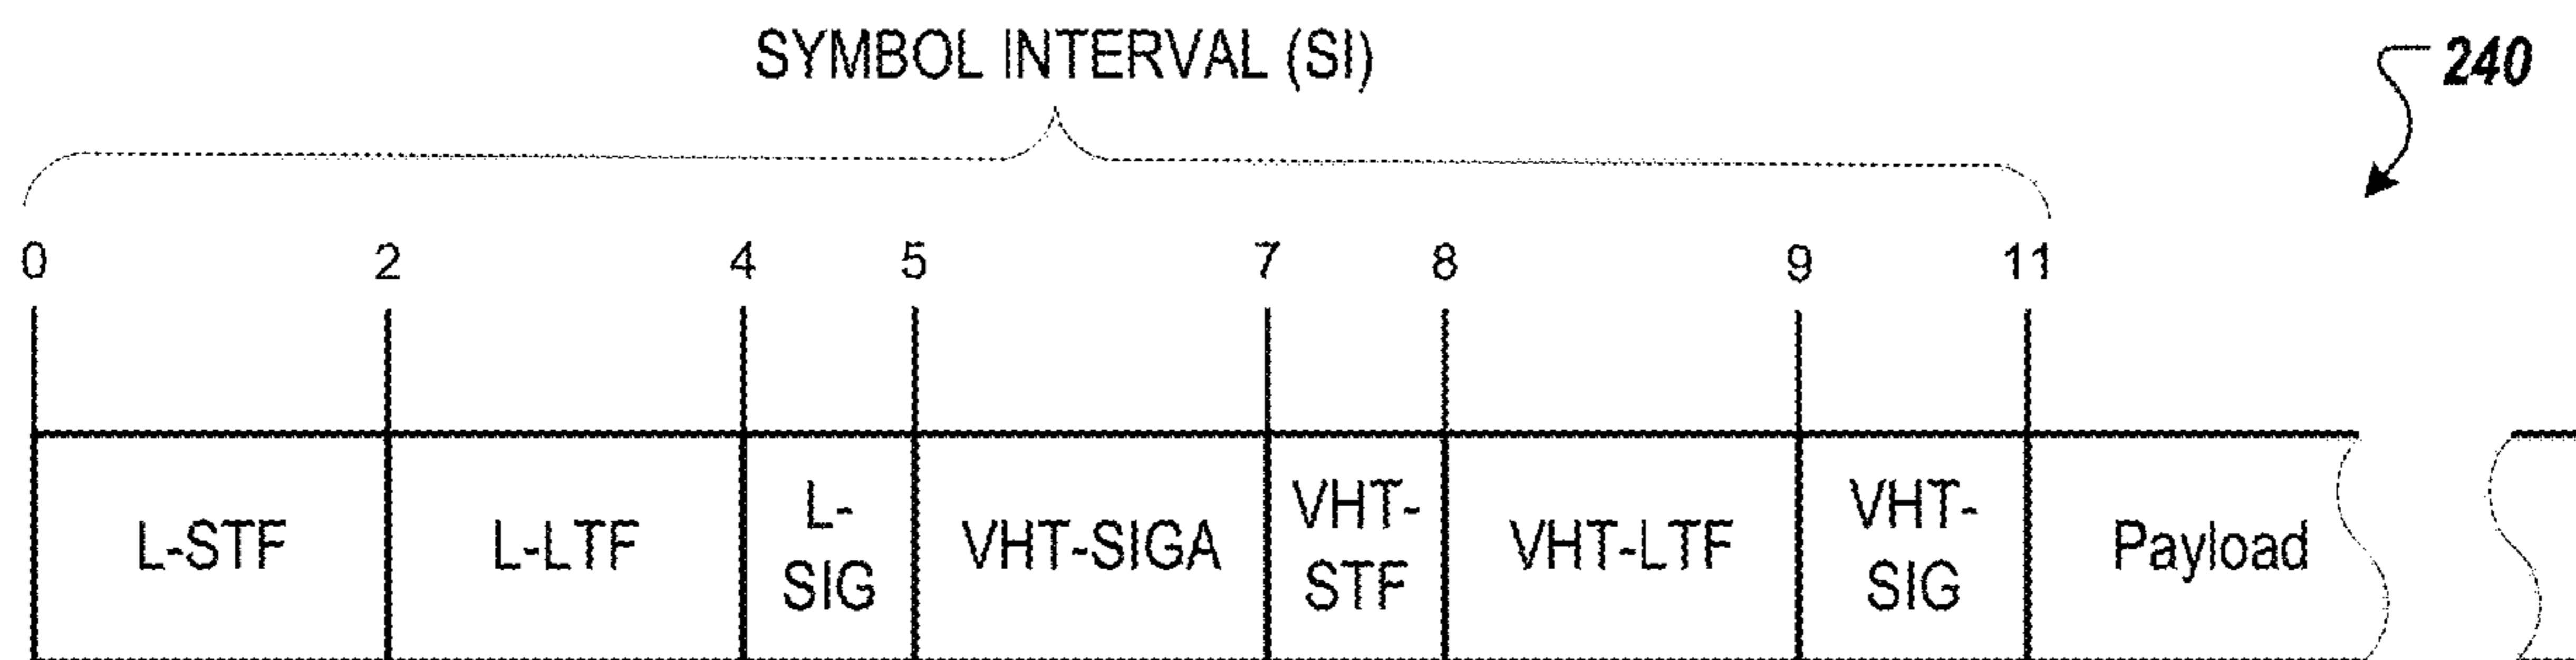 SYMBOL INTERVAL (SI)
240
0 2 4 5 7 8 9 11
L-STF
L-LTF
L-
SIG
VHT-SIGA
VHT-
STF
VHT-LTF
VHT-
SIG
Payload